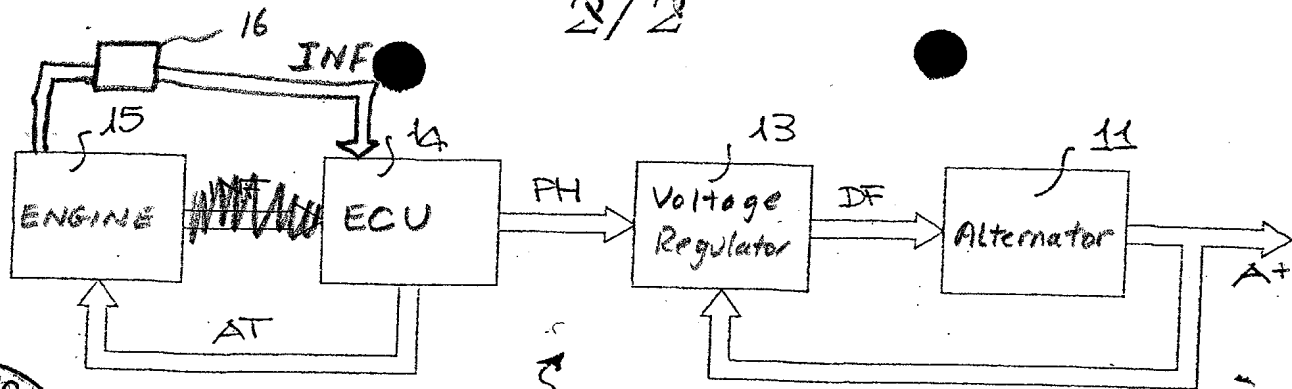 2/2
16
INF
15
14
13
11
ENGINE
ECU
PH
Voltage
Regulator
DF
Alternator
A+
AT